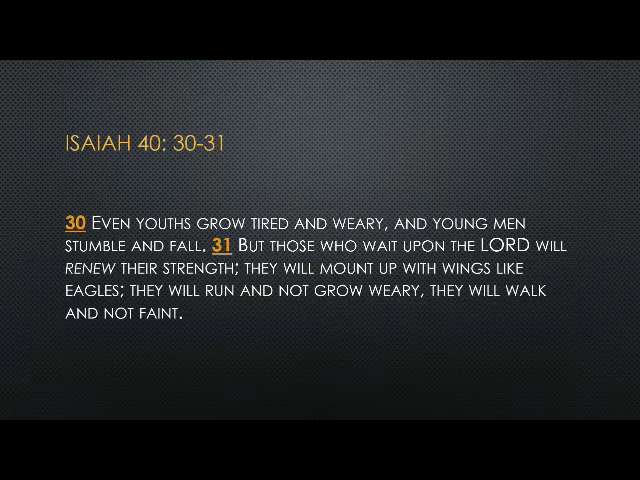 ISAIAH 40: 30-31
30 EVEN YOUTHS GROW TIRED AND WEARY, AND YOUNG MEN
STUMBLE AND FALL. 31 BUT THOSE WHO WAIT UPON THE LORD WILL
RENEW THEIR STRENGTH; THEY WILL MOUNT UP WITH WINGS LIKE
EAGLES; THEY WILL RUN AND NOT GROW WEARY, THEY WILL WALK
AND NOT FAINT.